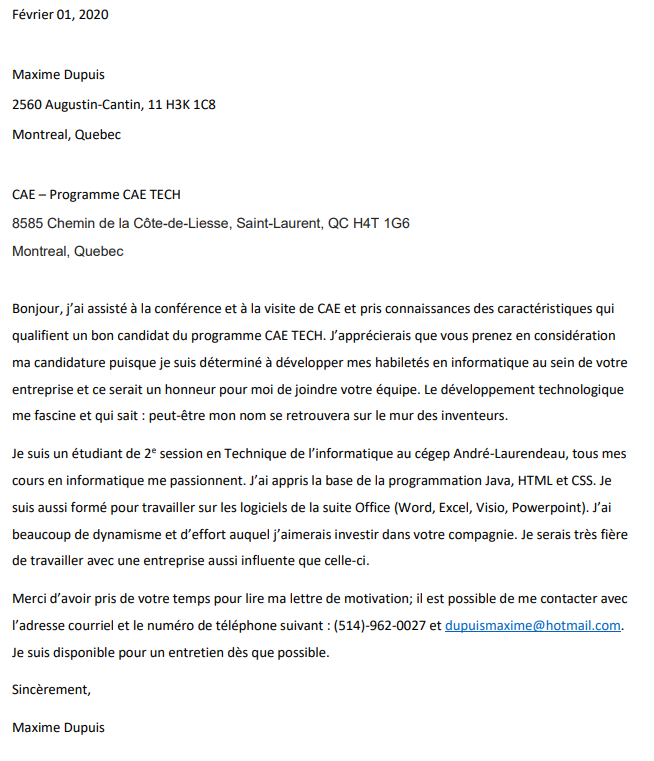 Février 01, 2020
Maxime Dupuis
2560 Augustin-Cantin, 11 H3K 1C8
Montreal, Quebec
CAE – Programme CAE TECH
8585 Chemin de la Côte-de-Liesse, Saint-Laurent, QC H4T 1G6
Montreal, Quebec
Bonjour, j’ai assisté à la conférence et à la visite de CAE et pris connaissances des caractéristiques qui
qualifient un bon candidat du programme CAE TECH. J’apprécierais que vous prenez en considération
ma candidature puisque je suis déterminé à développer mes habiletés en informatique au sein de votre
entreprise et ce serait un honneur pour moi de joindre votre équipe. Le développement technologique
me fascine et qui sait : peut-être mon nom se retrouvera sur le mur des inventeurs.
Je suis un étudiant de 2e session en Technique de l’informatique au cégep André-Laurendeau, tous mes
cours en informatique me passionnent. J’ai appris la base de la programmation Java, HTML et CSS. Je
suis aussi formé pour travailler sur les logiciels de la suite Office (Word, Excel, Visio, Powerpoint). J’ai
beaucoup de dynamisme et d’effort auquel j’aimerais investir dans votre compagnie. Je serais très fière
de travailler avec une entreprise aussi influente que celle-ci.
Merci d’avoir pris de votre temps pour lire ma lettre de motivation; il est possible de me contacter avec
l’adresse courriel et le numéro de téléphone suivant : (514)-962-0027 et dupuismaxime@hotmail.com.
Je suis disponible pour un entretien dès que possible.
Sincèrement,
Maxime Dupuis